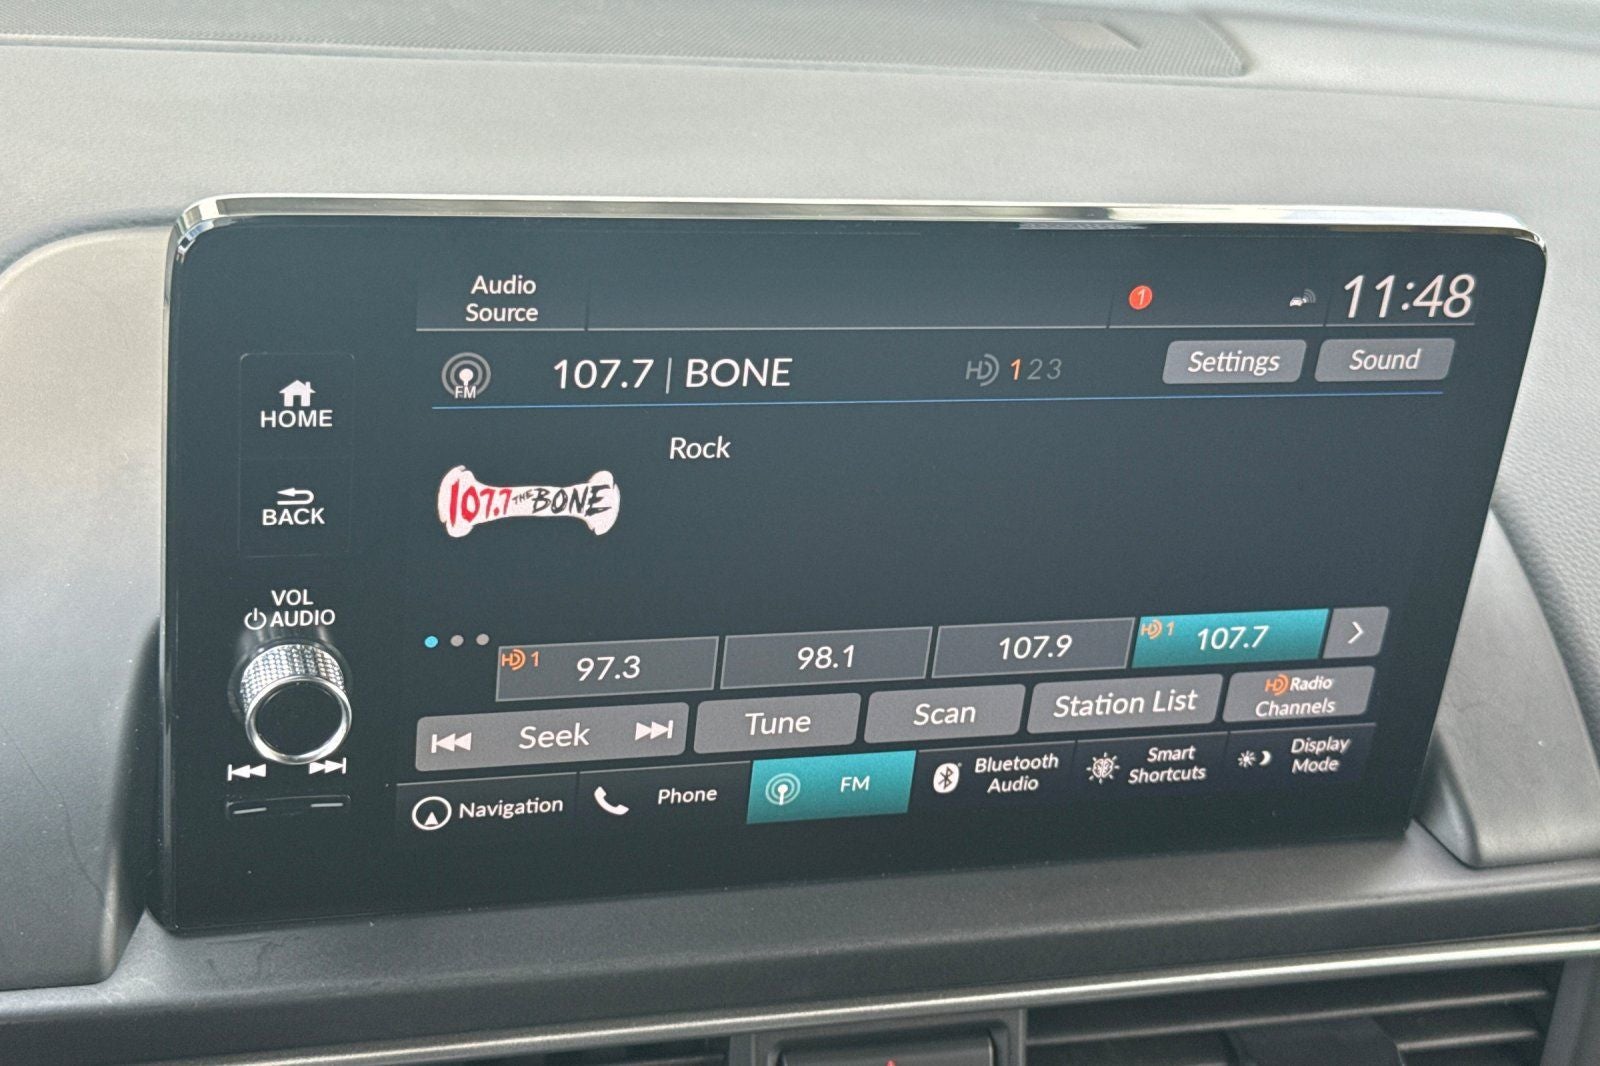 Audio
Source
1
11:48
FM
107.7 | BONE
HD 1 2 3
Settings
Sound
HOME
Rock
107.7 THE BONE
BACK
VOL
AUDIO
HD 1 97.3
98.1
107.9
HD 1 107.7
Seek
Tune
Scan
Station List
HD Radio
Channels
Navigation
Phone
FM
Bluetooth
Audio
Smart
Shortcuts
Display
Mode